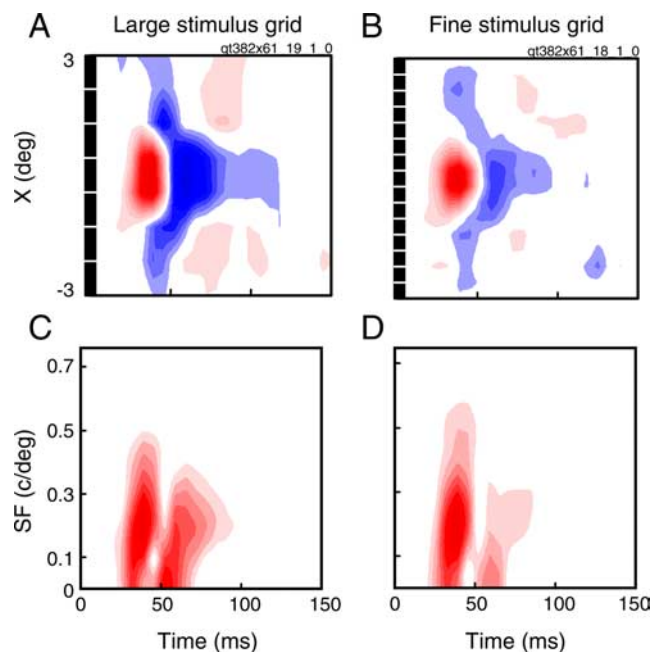 A Large stimulus grid
qt382x61_19_1_0
B Fine stimulus grid
qt382x61_18_1_0
X (deg)
3
-3
C
D
SF (c/deg)
0.7
0.5
0.3
0.1
0
0 50 100 150
0 50 100 150
Time (ms)
Time (ms)